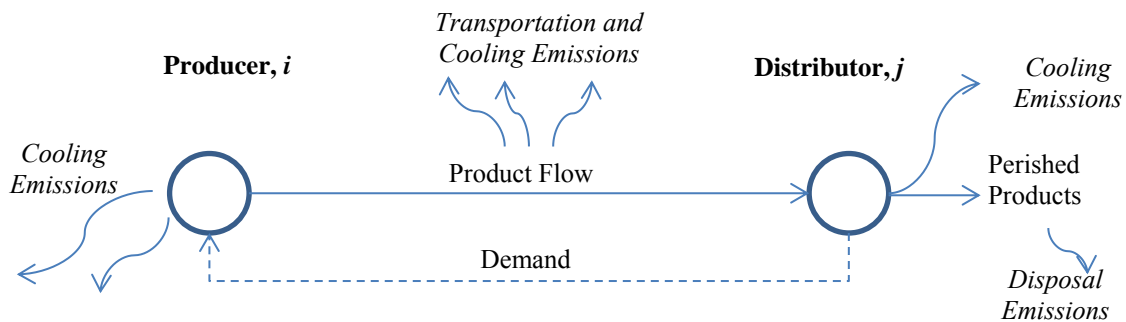 Transportation and
Cooling Emissions
Producer, i
Distributor, j
Cooling
Emissions
Cooling
Emissions
Product Flow
Perished
Products
Demand
Disposal
Emissions